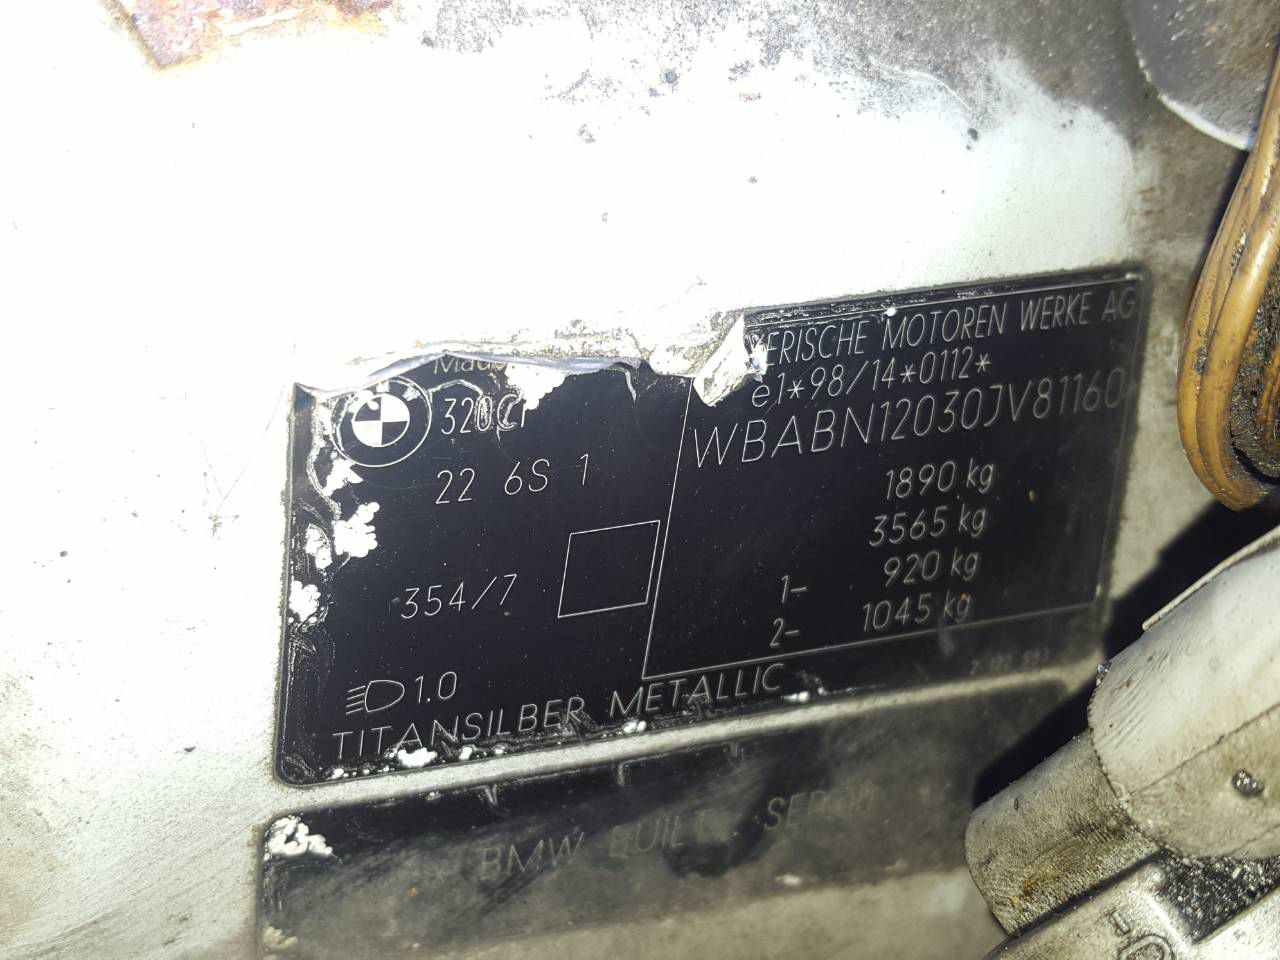 320Ci
22 6S 1
354/7
1.0
TITANSILBER METALLIC
MOTOREN WERKE AG
e1*98/14*0112*
WBABN12030JV81160
1890 kg
3565 kg
1- 920 kg
2- 1045 kg
BMW